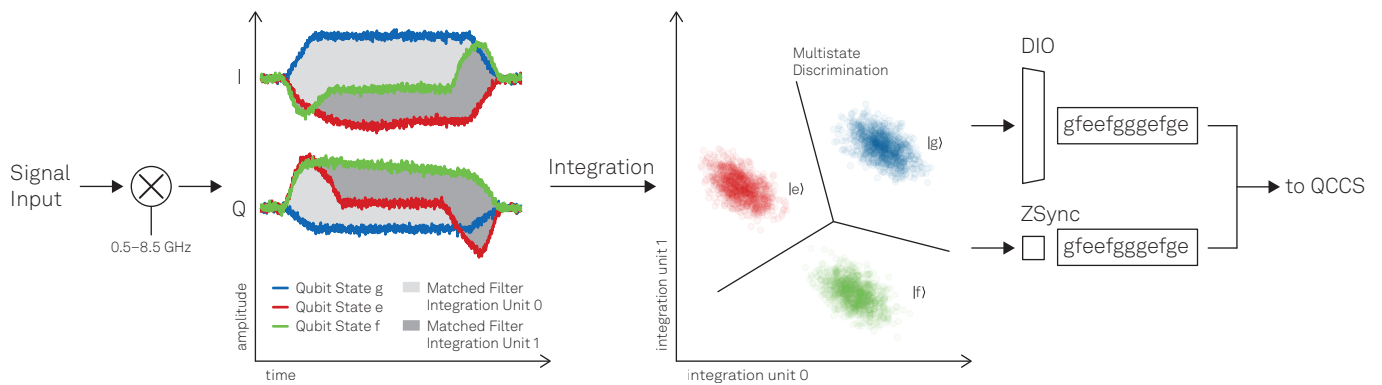 Signal
Input
0.5–8.5 GHz
I
Q
amplitude
time
Qubit State g
Qubit State e
Qubit State f
Matched Filter
Integration Unit 0
Matched Filter
Integration Unit 1
Integration
integration unit 1
integration unit 0
Multistate
Discrimination
|g⟩
|e⟩
|f⟩
DIO
gfeefgggefge
ZSync
gfeefgggefge
to QCCS